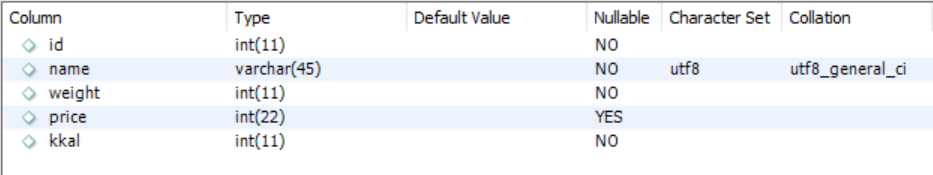 Column Type Default Value Nullable Character Set Collation
id int(11) NO
name varchar(45) NO utf8 utf8_general_ci
weight int(11) NO
price int(22) YES
kkal int(11) NO